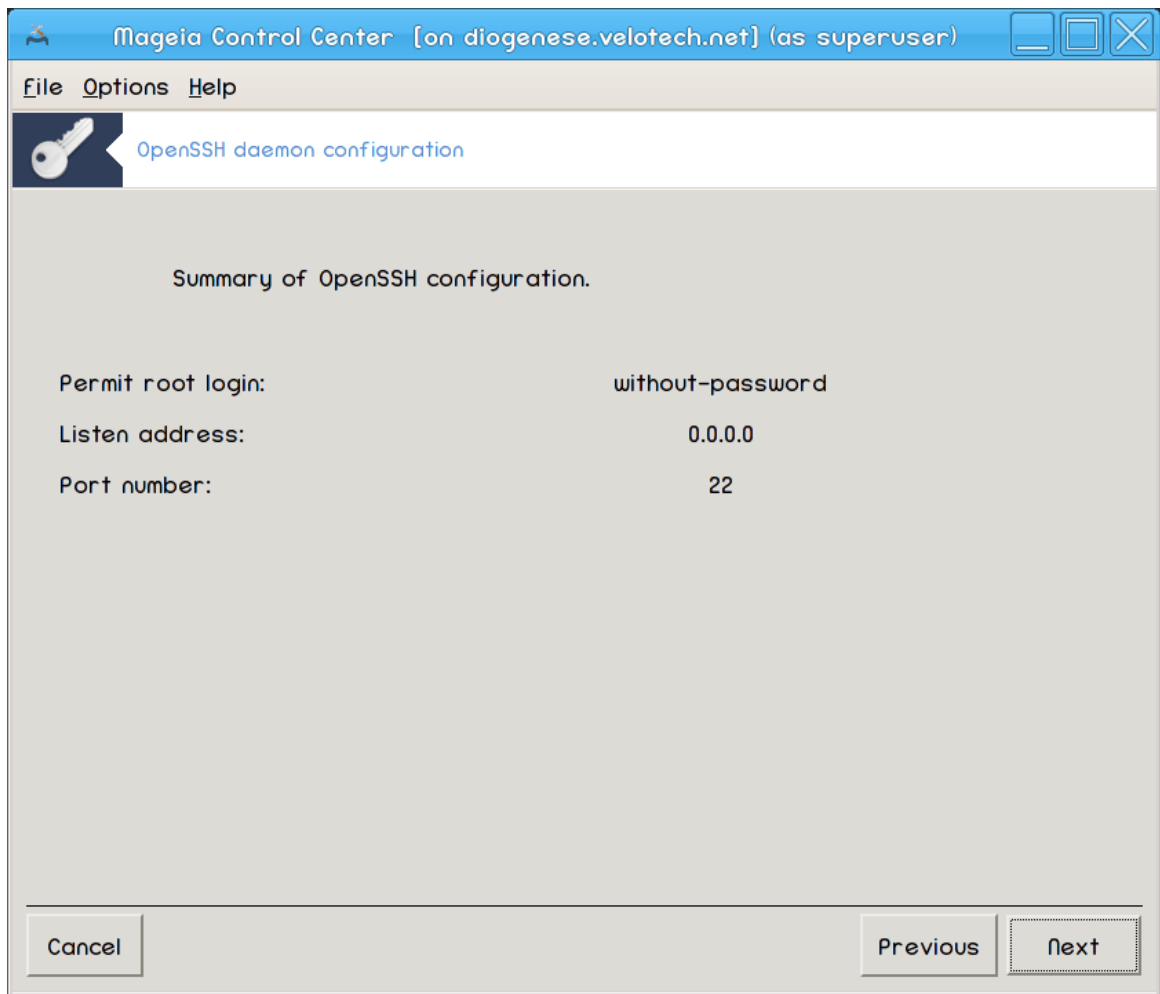 Mageia Control Center [on diogenese.velotech.net] (as superuser)
File Options Help
OpenSSH daemon configuration
Summary of OpenSSH configuration.
Permit root login: without-password
Listen address: 0.0.0.0
Port number: 22
Cancel Previous Next